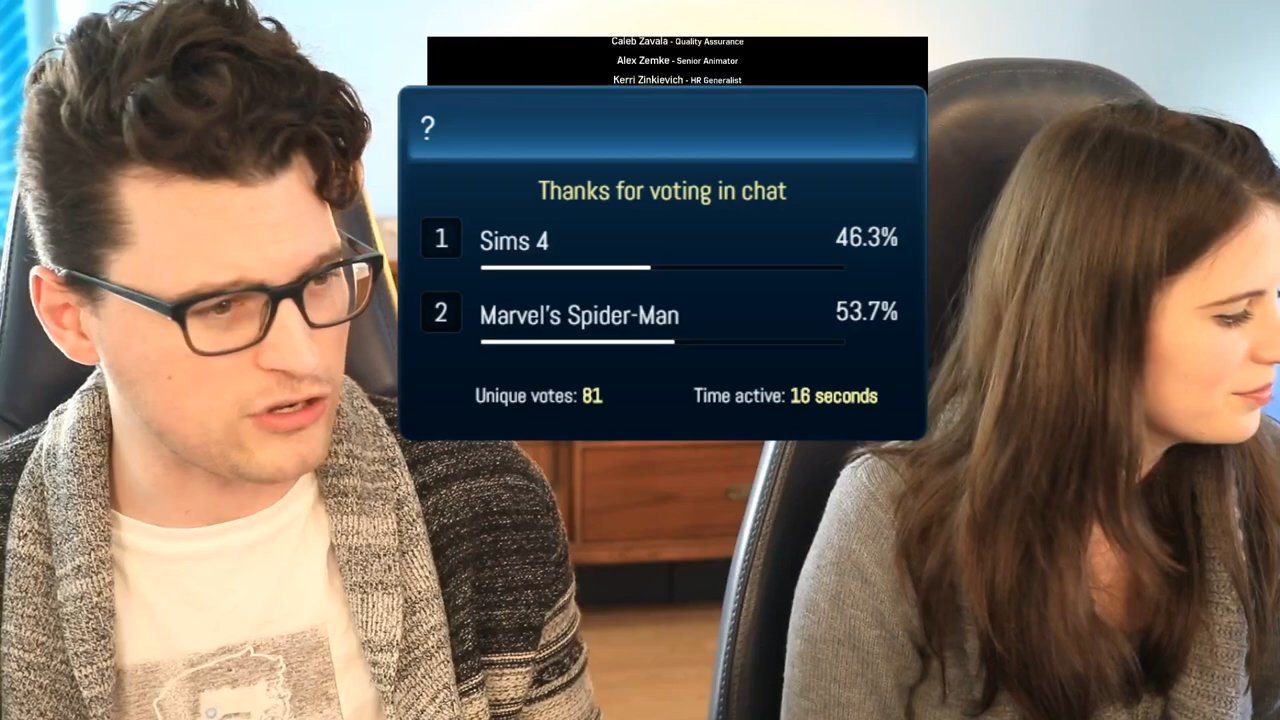 Caleb Zavala - Quality Assurance
Alex Zemke - Senior Animator
Kerri Zinkievich - HR Generalist
?
Thanks for voting in chat
1 Sims 4 46.3%
2 Marvel's Spider-Man 53.7%
Unique votes: 81 Time active: 16 seconds